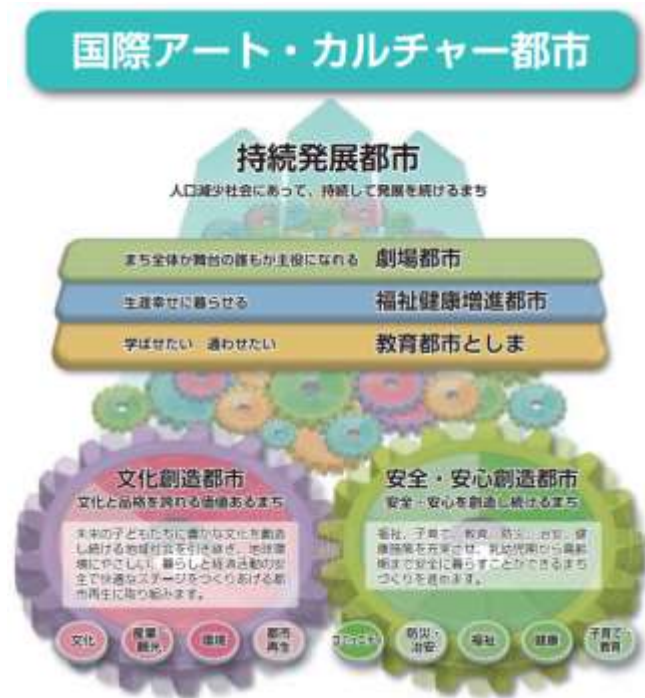 国際アート・カルチャー都市
持続発展都市
人口減少社会にあって、持続して発展を続けるまち
まち全体が舞台の誰もが主役になれる 劇場都市
生涯幸せに暮らせる 福祉健康増進都市
学ばせたい 通わせたい 教育都市としま
文化創造都市
文化と品格を誇れる価値あるまち
未来の子どもたちに豊かな文化を創造
し続ける地域社会を引き継ぎ、地球環
境にやさしい、暮らしと経済活動の安
全で快適なステージをつくりあげる都
市再生に取り組みます。
文化
産業・
観光
環境
都市
再生
安全・安心創造都市
安全・安心を創造し続けるまち
福祉、子育て、教育、防災、治安、健
康施策を充実させ、乳幼児期から高齢
期まで安全に暮らすことができるまち
づくりを進めます。
コミュニティ
防災・
治安
福祉
健康
子育て・
教育